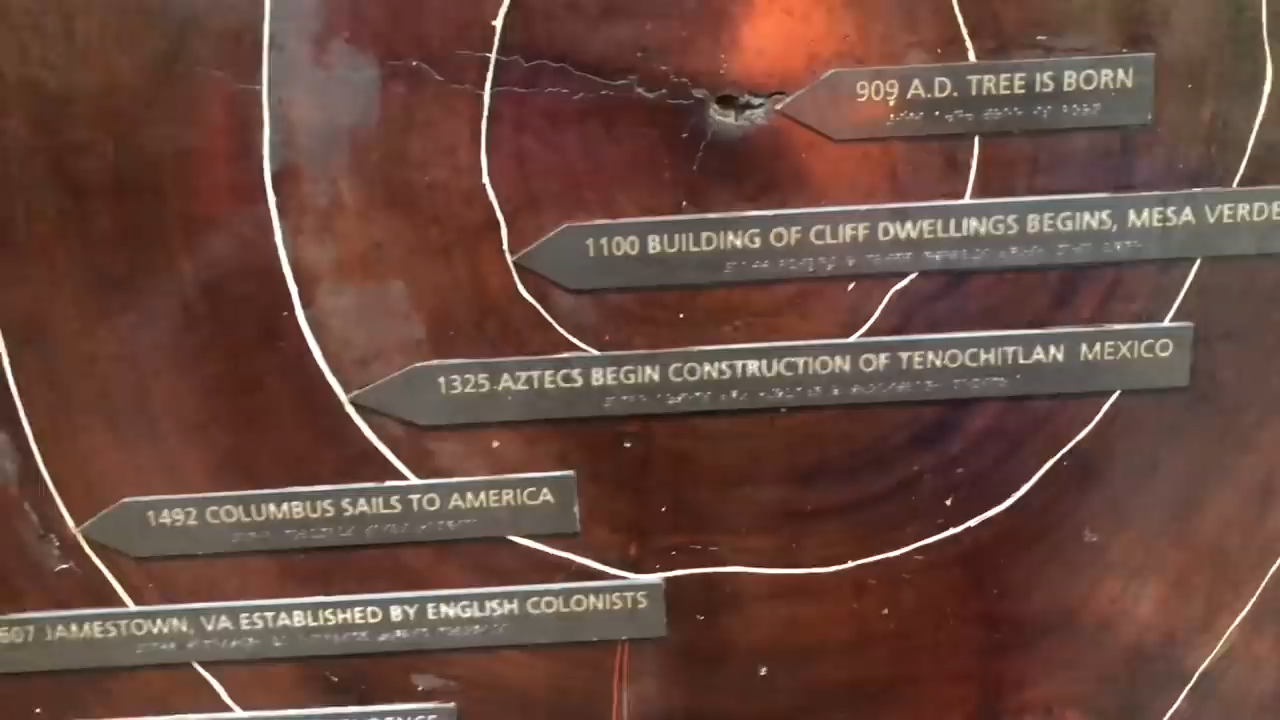 909 A.D. TREE IS BORN
1100 BUILDING OF CLIFF DWELLINGS BEGINS, MESA VERDE
1325 AZTECS BEGIN CONSTRUCTION OF TENOCHITLAN MEXICO
1492 COLUMBUS SAILS TO AMERICA
607 JAMESTOWN, VA ESTABLISHED BY ENGLISH COLONISTS